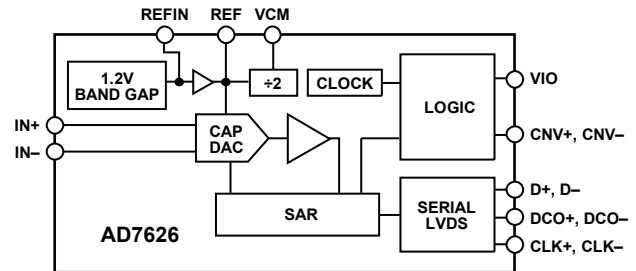 REFIN
REF
VCM
1.2V
BAND GAP
÷2
CLOCK
LOGIC
VIO
CNV+, CNV–
IN+
IN–
CAP
DAC
SAR
SERIAL
LVDS
D+, D–
DCO+, DCO–
CLK+, CLK–
AD7626